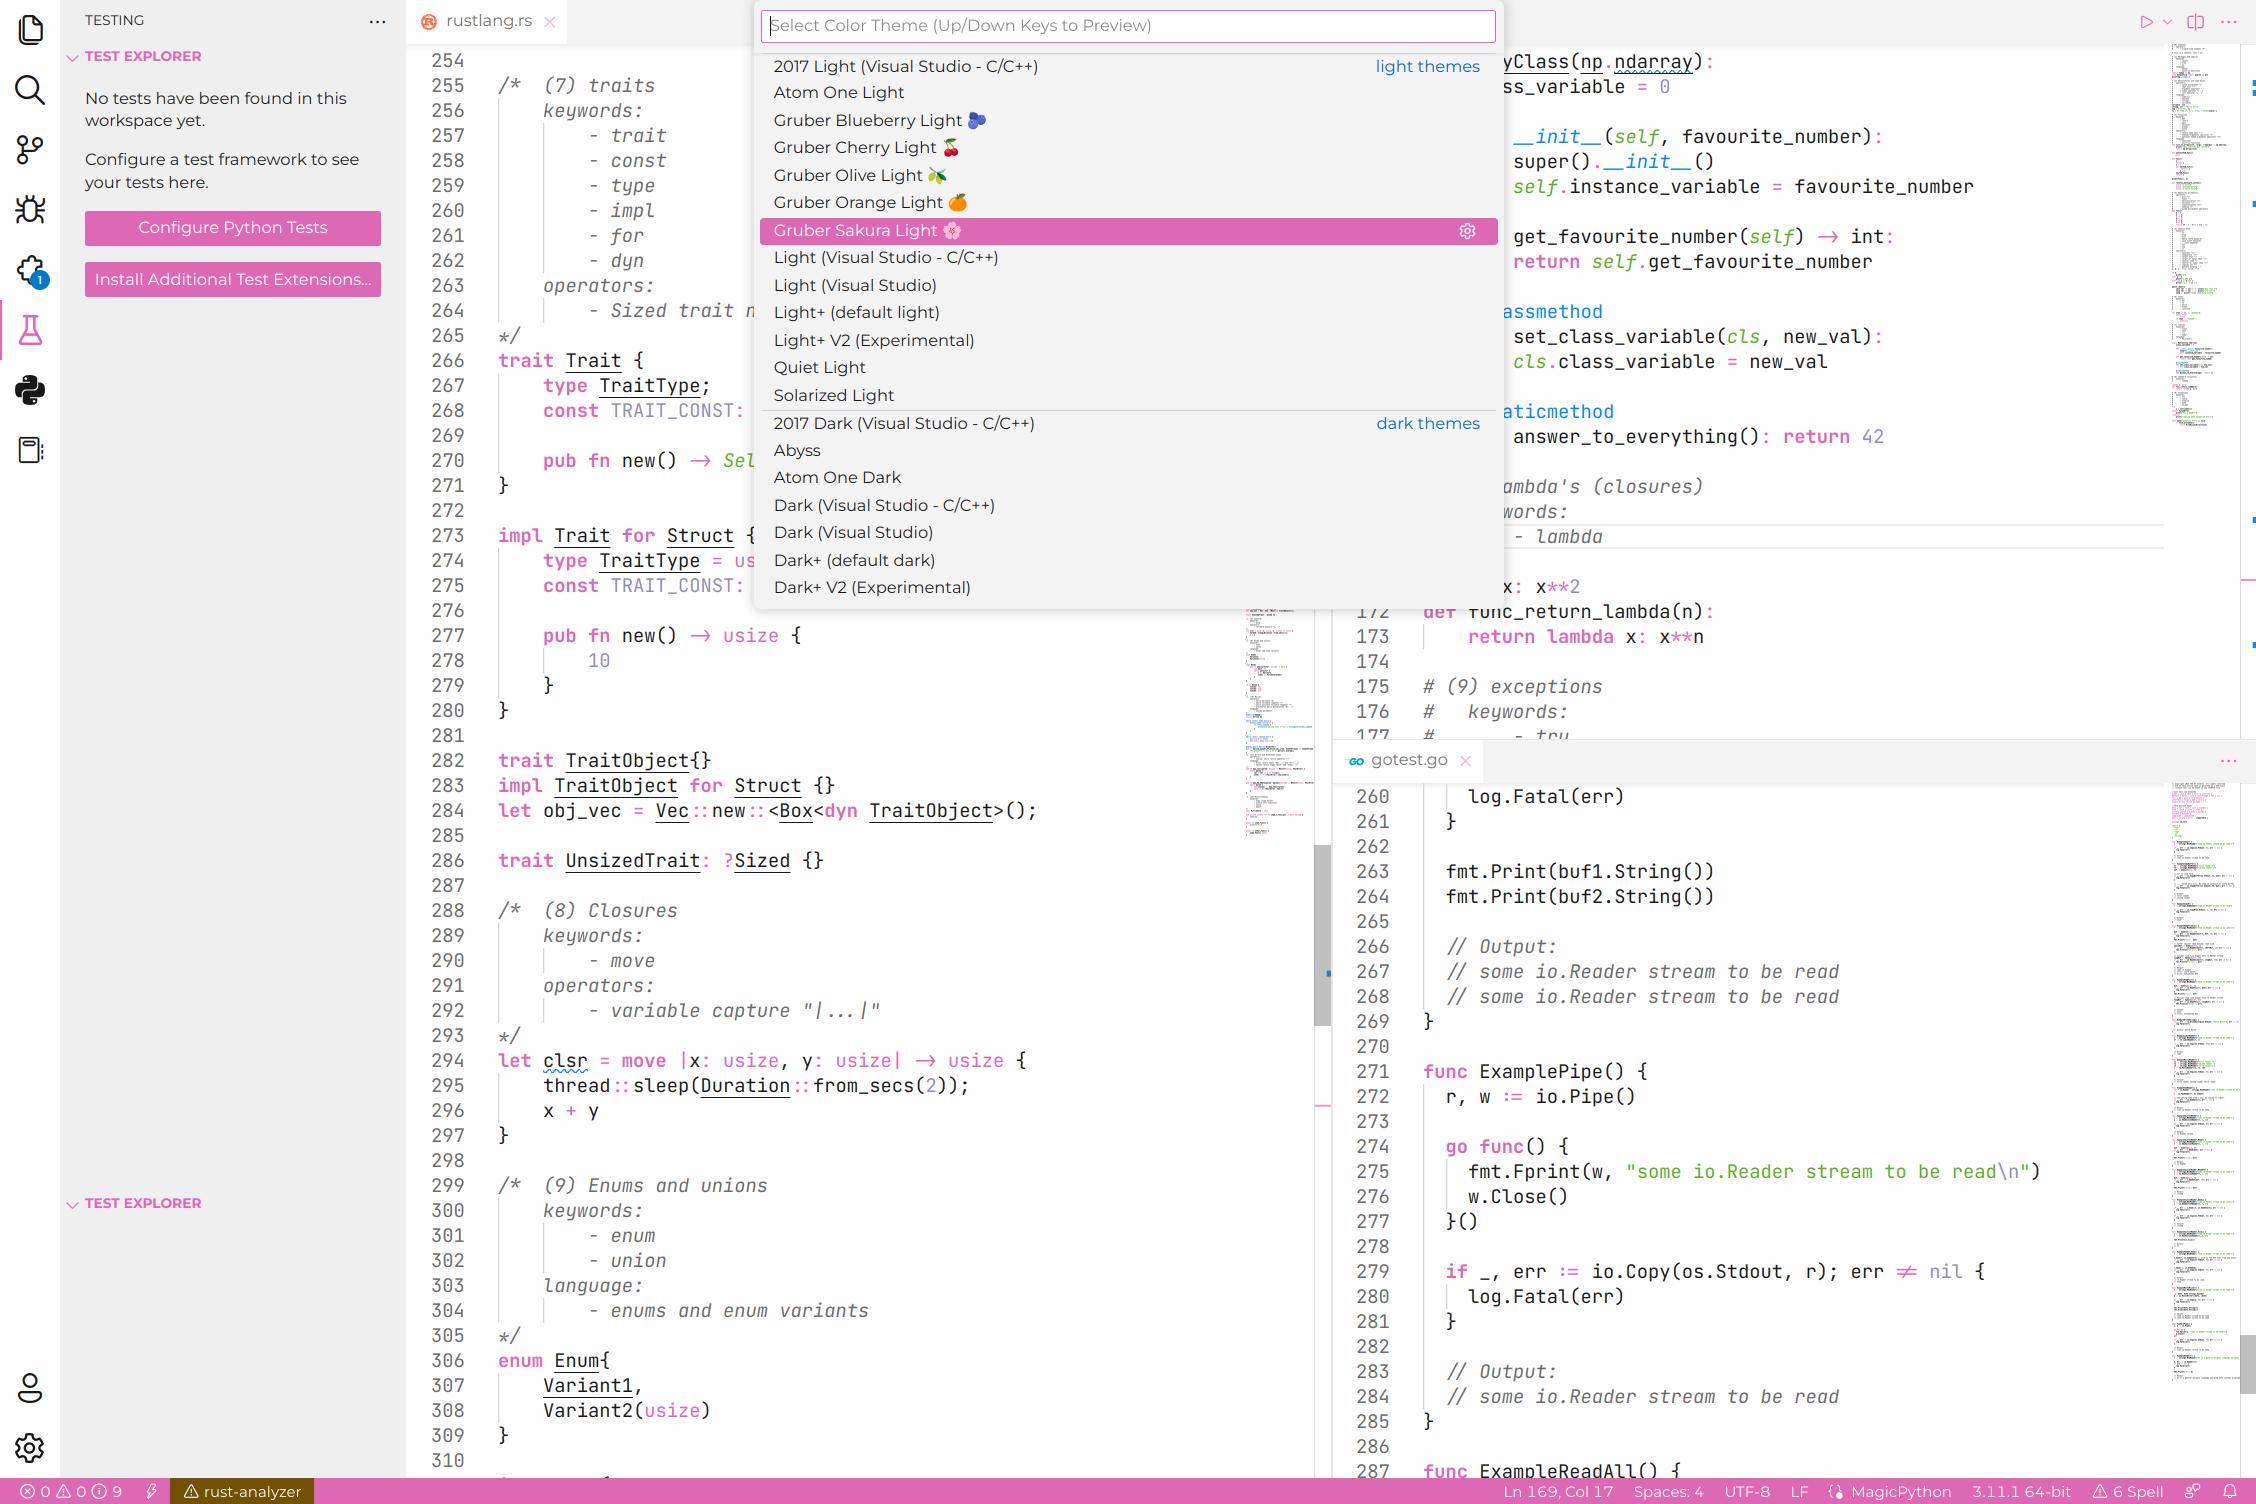 TESTING
TEST EXPLORER
No tests have been found in this
workspace yet.
Configure a test framework to see
your tests here.
Configure Python Tests
Install Additional Test Extensions...
1
TEST EXPLORER
rustlang.rs
254
255 /*  (7) traits
256     keywords:
257         - trait
258         - const
259         - type
260         - impl
261         - for
262         - dyn
263     operators:
264         - Sized trait
265 */
266 trait Trait {
267     type TraitType;
268     const TRAIT_CONST:
269
270     pub fn new() -> Sel
271 }
272
273 impl Trait for Struct {
274     type TraitType = us
275     const TRAIT_CONST:
276
277     pub fn new() -> usize {
278         10
279     }
280 }
281
282 trait TraitObject{}
283 impl TraitObject for Struct {}
284 let obj_vec = Vec::new::<Box<dyn TraitObject>();
285
286 trait UnsizedTrait: ?Sized {}
287
288 /*  (8) Closures
289     keywords:
290         - move
291     operators:
292         - variable capture "|...|"
293 */
294 let clsr = move |x: usize, y: usize| -> usize {
295     thread::sleep(Duration::from_secs(2));
296     x + y
297 }
298
299 /*  (9) Enums and unions
300     keywords:
301         - enum
302         - union
303     language:
304         - enums and enum variants
305 */
306 enum Enum{
307     Variant1,
308     Variant2(usize)
309 }
310
Select Color Theme (Up/Down Keys to Preview)
2017 Light (Visual Studio - C/C++) light themes
Atom One Light
Gruber Blueberry Light 🫐
Gruber Cherry Light 🍒
Gruber Olive Light 🫒
Gruber Orange Light 🍊
Gruber Sakura Light 🌸
Light (Visual Studio - C/C++)
Light (Visual Studio)
Light+ (default light)
Light+ V2 (Experimental)
Quiet Light
Solarized Light
2017 Dark (Visual Studio - C/C++) dark themes
Abyss
Atom One Dark
Dark (Visual Studio - C/C++)
Dark (Visual Studio)
Dark+ (default dark)
Dark+ V2 (Experimental)
yClass(np.ndarray):
ss_variable = 0
__init__(self, favourite_number):
super().__init__()
self.instance_variable = favourite_number
get_favourite_number(self) -> int:
return self.get_favourite_number
assmethod
set_class_variable(cls, new_val):
cls.class_variable = new_val
aticmethod
answer_to_everything(): return 42
ambda's (closures)
words:
- lambda
x: x**2
172 def func_return_lambda(n):
173     return lambda x: x**n
174
175 # (9) exceptions
176 #   keywords:
177 #       - try
gotest.go
260     log.Fatal(err)
261   }
262
263   fmt.Print(buf1.String())
264   fmt.Print(buf2.String())
265
266   // Output:
267   // some io.Reader stream to be read
268   // some io.Reader stream to be read
269 }
270
271 func ExamplePipe() {
272   r, w := io.Pipe()
273
274   go func() {
275     fmt.Fprint(w, "some io.Reader stream to be read\n")
276     w.Close()
277   }()
278
279   if _, err := io.Copy(os.Stdout, r); err != nil {
280     log.Fatal(err)
281   }
282
283   // Output:
284   // some io.Reader stream to be read
285 }
286
287 func ExampleReadAll() {
0 0 9 rust-analyzer Ln 169, Col 17 Spaces: 4 UTF-8 LF MagicPython 3.11.1 64-bit 6 Spell